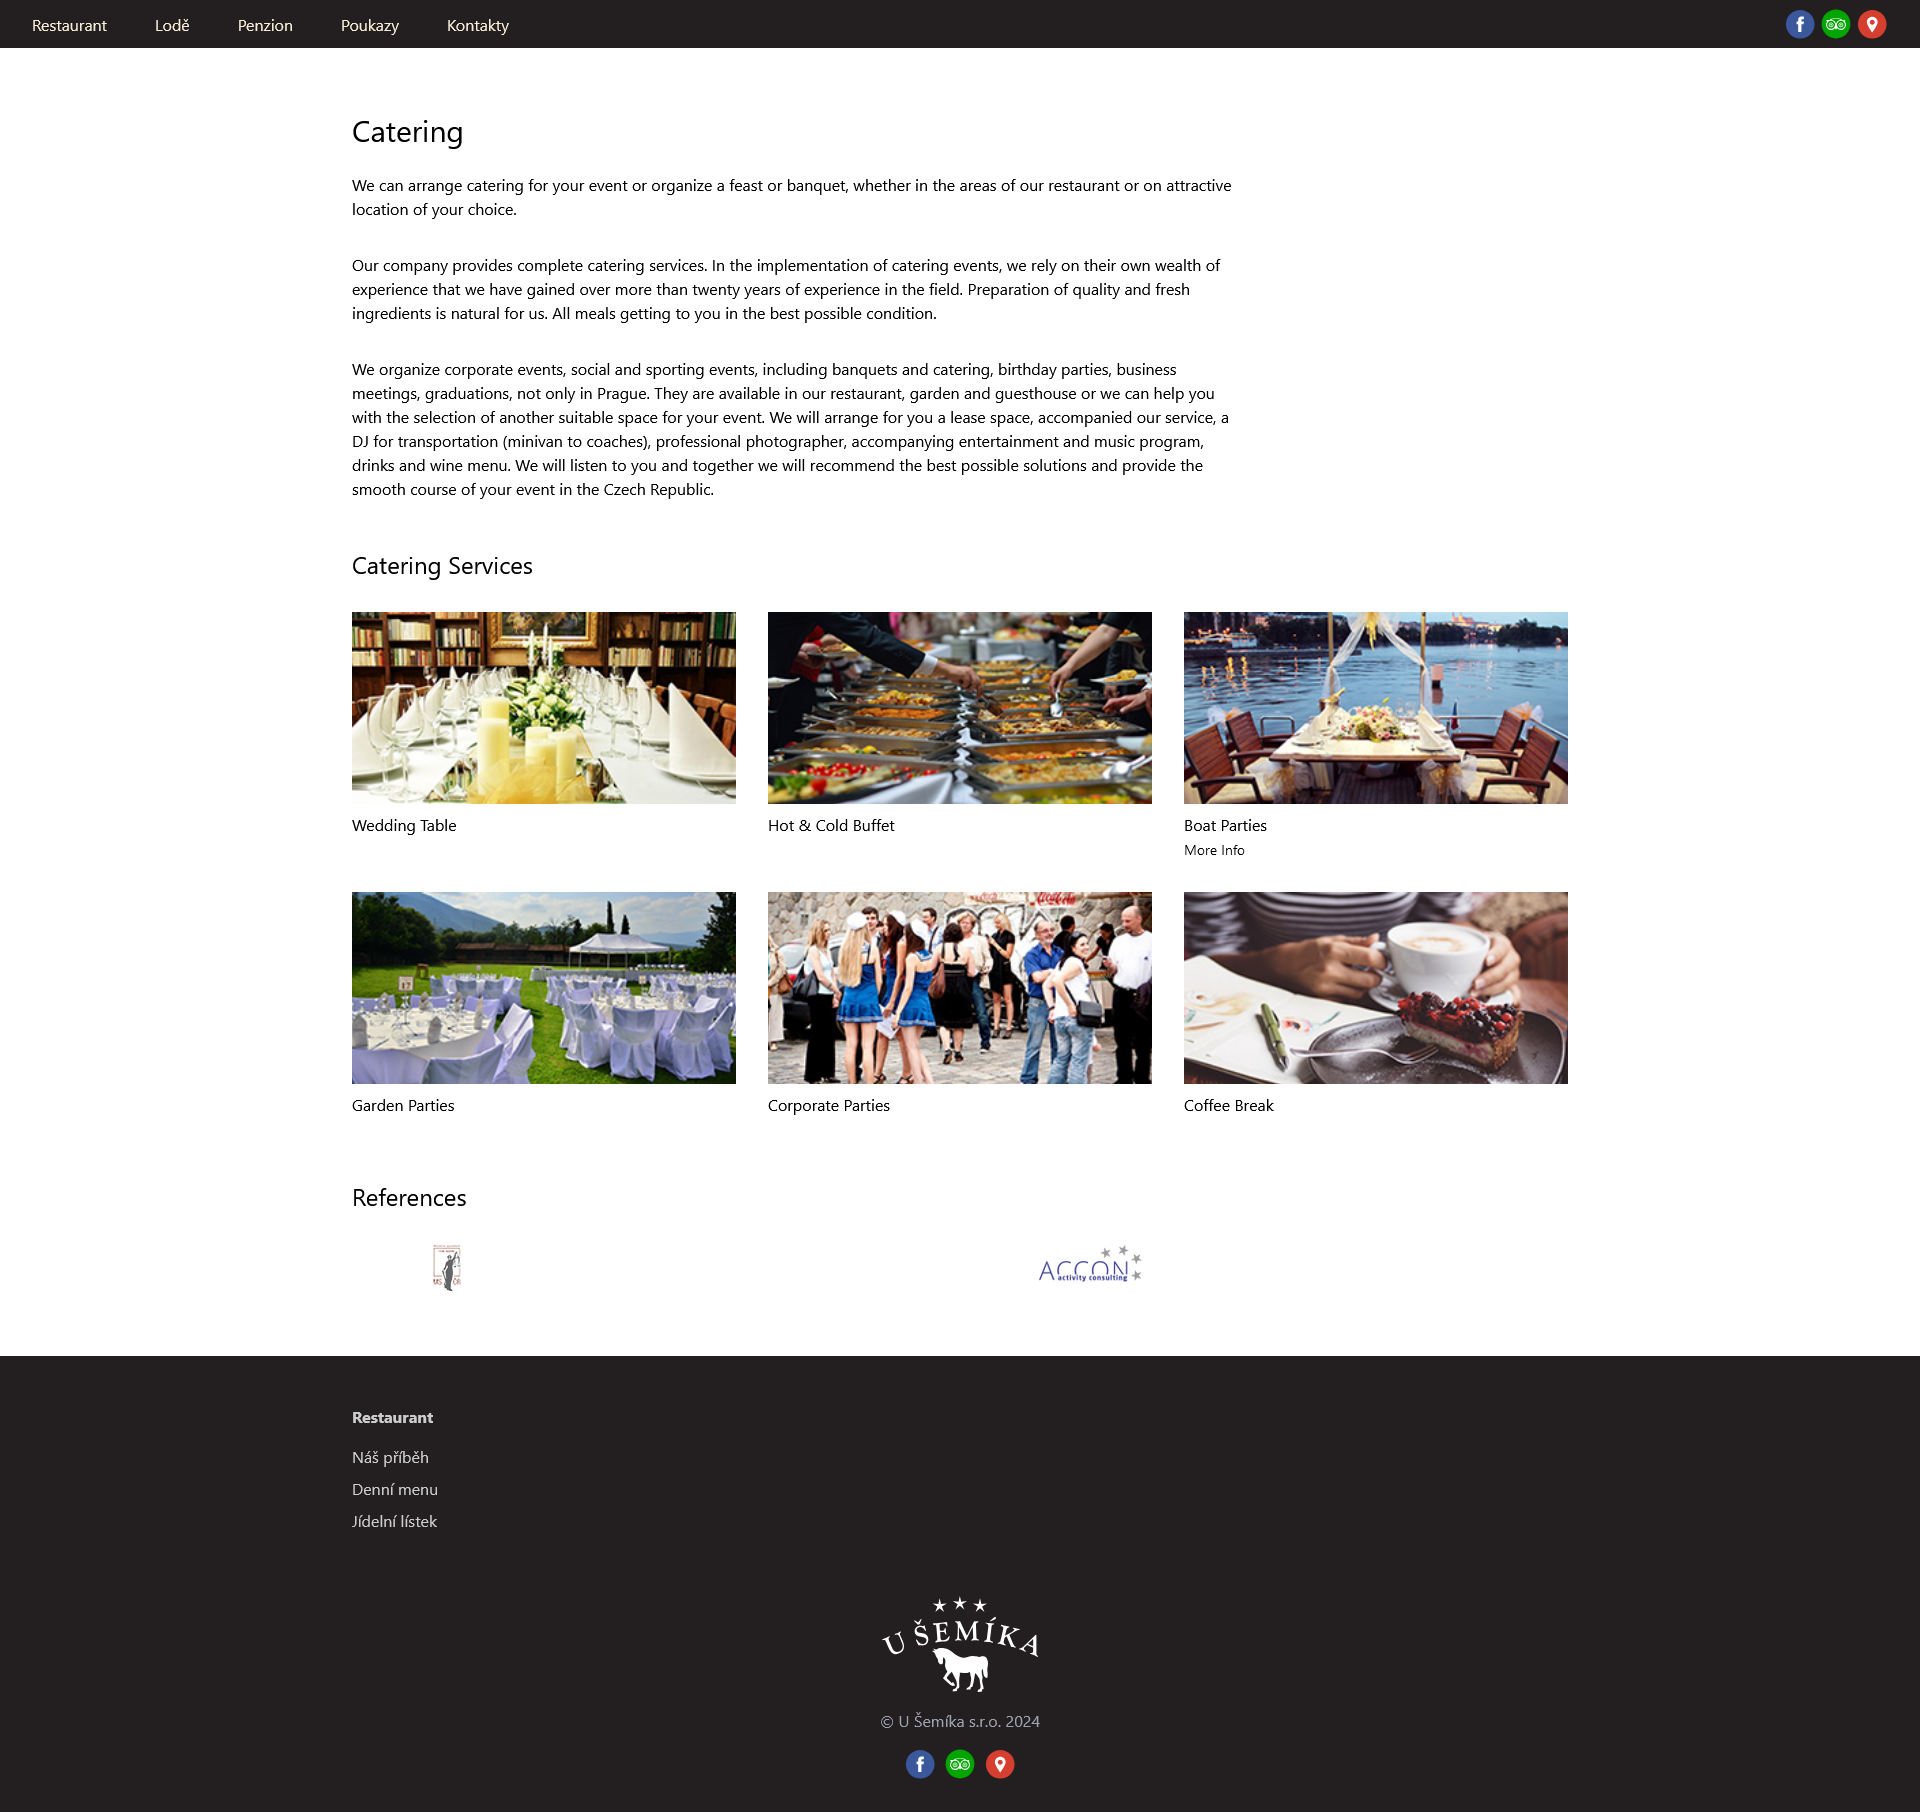 Restaurant
Lodě
Penzion
Poukazy
Kontakty
Catering
We can arrange catering for your event or organize a feast or banquet, whether in the areas of our restaurant or on attractive
location of your choice.
Our company provides complete catering services. In the implementation of catering events, we rely on their own wealth of
experience that we have gained over more than twenty years of experience in the field. Preparation of quality and fresh
ingredients is natural for us. All meals getting to you in the best possible condition.
We organize corporate events, social and sporting events, including banquets and catering, birthday parties, business
meetings, graduations, not only in Prague. They are available in our restaurant, garden and guesthouse or we can help you
with the selection of another suitable space for your event. We will arrange for you a lease space, accompanied our service, a
DJ for transportation (minivan to coaches), professional photographer, accompanying entertainment and music program,
drinks and wine menu. We will listen to you and together we will recommend the best possible solutions and provide the
smooth course of your event in the Czech Republic.
Catering Services
Wedding Table
Hot & Cold Buffet
Boat Parties
More Info
17
Garden Parties
Corporate Parties
Coffee Break
References
ACCON
activity consulting
Restaurant
Náš příběh
Denní menu
Jídelní lístek
U ŠEMÍKA
© U Šemíka s.r.o. 2024